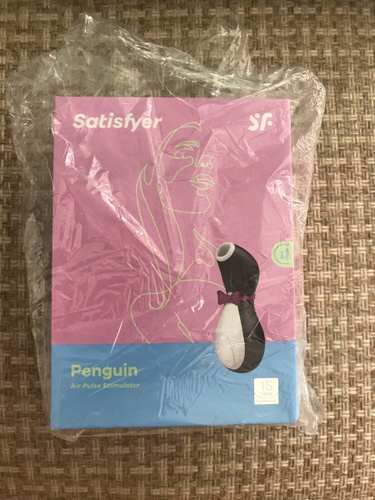 Satisfyer
SF.
Penguin
Air Pulse Stimulator
15